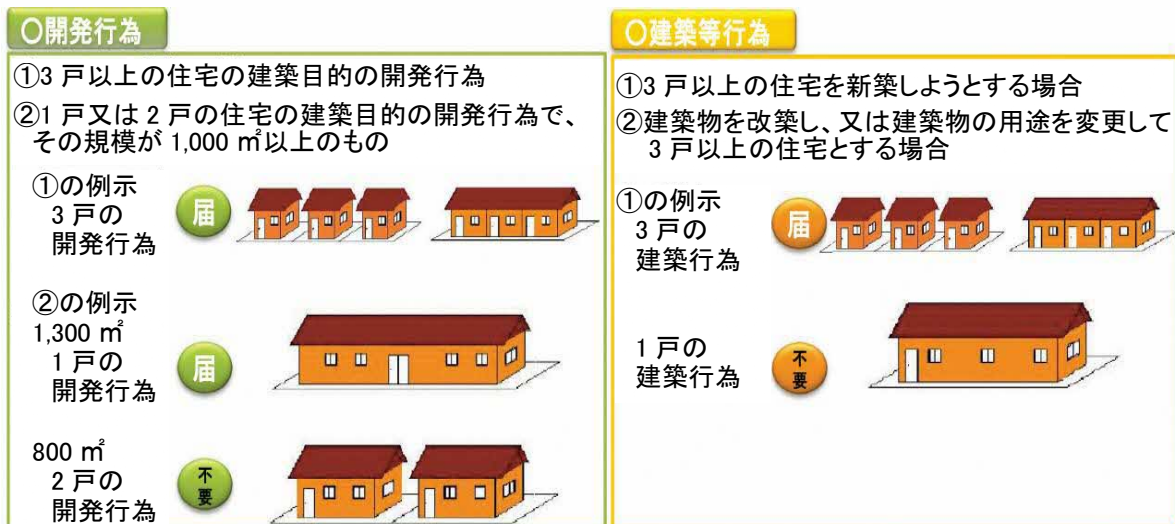 〇開発行為
①3 戸以上の住宅の建築目的の開発行為
②1 戸又は 2 戸の住宅の建築目的の開発行為で、
その規模が 1,000 ㎡以上のもの
①の例示
3 戸の
開発行為
届
②の例示
1,300 ㎡
1 戸の
開発行為
届
800 ㎡
2 戸の
開発行為
不要
〇建築等行為
①3 戸以上の住宅を新築しようとする場合
②建築物を改築し、又は建築物の用途を変更して
3 戸以上の住宅とする場合
①の例示
3 戸の
建築行為
届
1 戸の
建築行為
不要